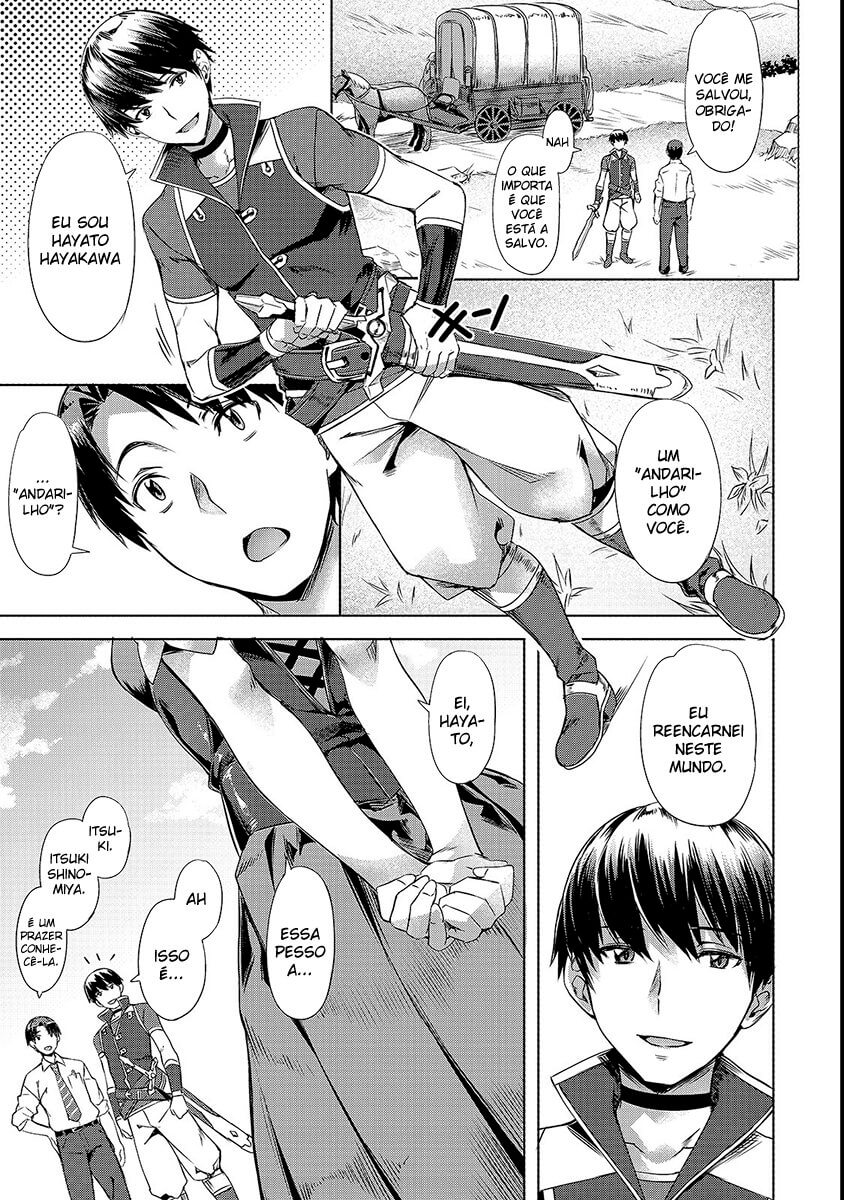 VOCÊ ME
SALVOU,
OBRIGA-
DO!
NAH
O QUE
IMPORTA
É QUE
VOCÊ
ESTÁ
A
SALVO.
EU SOU
HAYATO
HAYAKAWA
UM
"ANDARI-
LHO"
COMO
VOCÊ.
...
"ANDARI-
LHO"?
EU
REENCARNEI
NESTE
MUNDO.
EI,
HAYA-
TO,
ESSA
PESSO
A...
AH
ISSO
É...
ITSU-
KI.
ITSUKI
SHINO-
MIYA.
É UM
PRAZER
CONHE-
CÊ-LA.